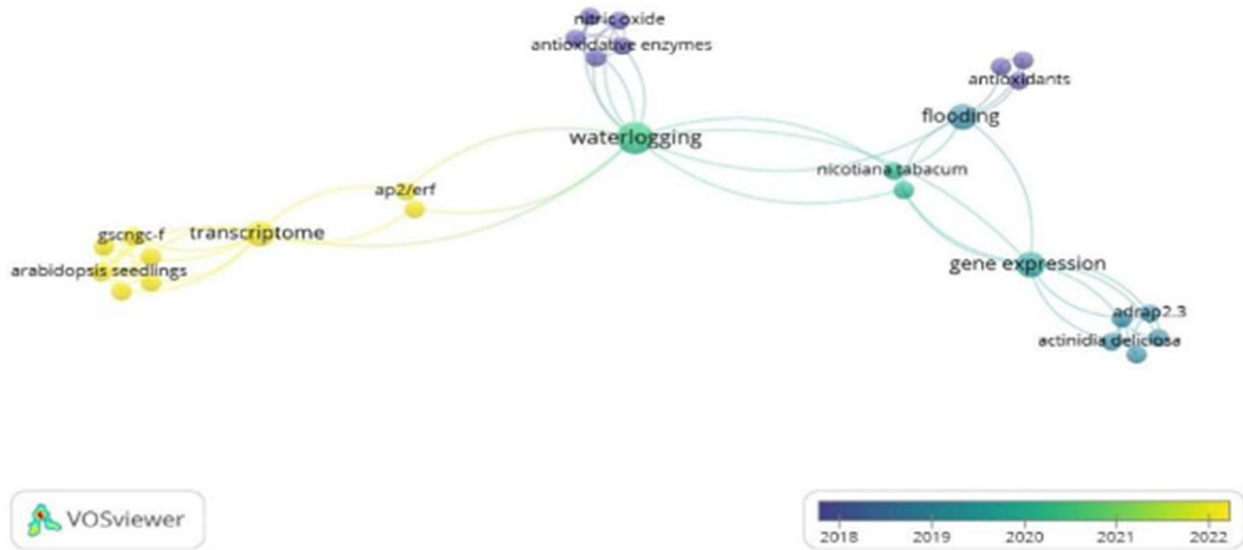 nitric oxide
antioxidative enzymes
antioxidants
flooding
waterlogging
nicotiana tabacum
ap2/erf
gscngc-f
transcriptome
arabidopsis seedlings
gene expression
adrap2.3
actinidia deliciosa
VOSviewer
2018 2019 2020 2021 2022